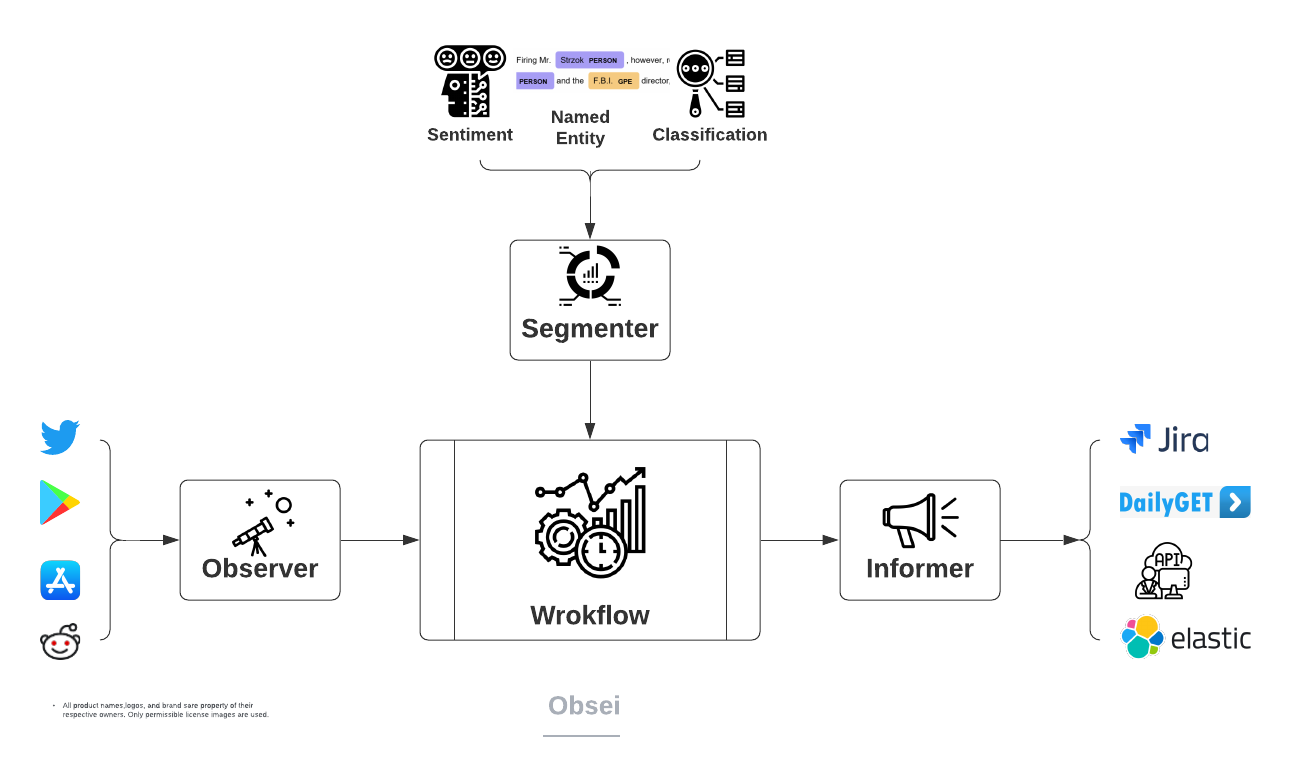 Firing Mr. Strzok PERSON , however, r
PERSON and the F.B.I. GPE director,
Sentiment
Named
Entity
Classification
Segmenter
Observer
Wrokflow
Informer
Jira
DailyGET
API
elastic
Obsei
• All product names,logos, and brand sare property of their
respective owners. Only permissible license images are used.